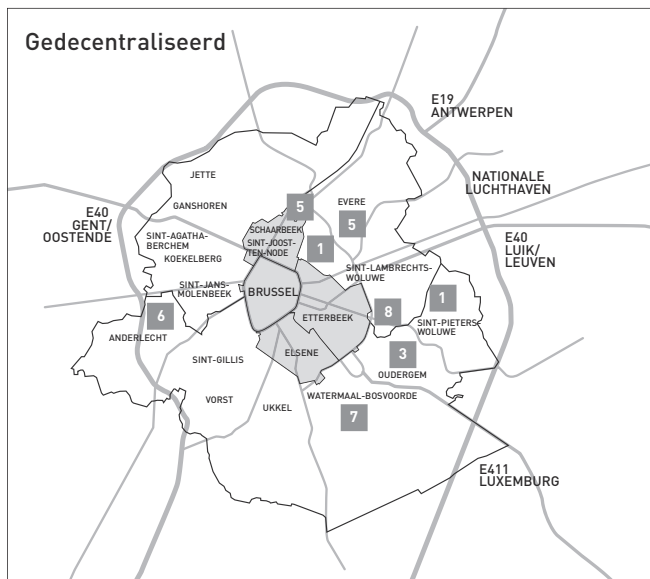 Gedecentraliseerd
E19
ANTWERPEN
JETTE
NATIONALE
LUCHTHAVEN
GANSHOREN
5
EVERE
E40
GENT/
OOSTENDE
SCHAARBEEK
5
SINT-AGATHA-
BERCHEM
SINT-JOOST-
TEN-NODE
1
E40
LUIK/
LEUVEN
KOEKELBERG
SINT-LAMBRECHTS-
WOLUWE
SINT-JANS-
MOLENBEEK
BRUSSEL
1
6
ETTERBEEK
8
SINT-PIETERS-
WOLUWE
ANDERLECHT
ELSENE
3
SINT-GILLIS
OUDERGEM
VORST
UKKEL
WATERMAAL-BOSVOORDE
7
E411
LUXEMBURG